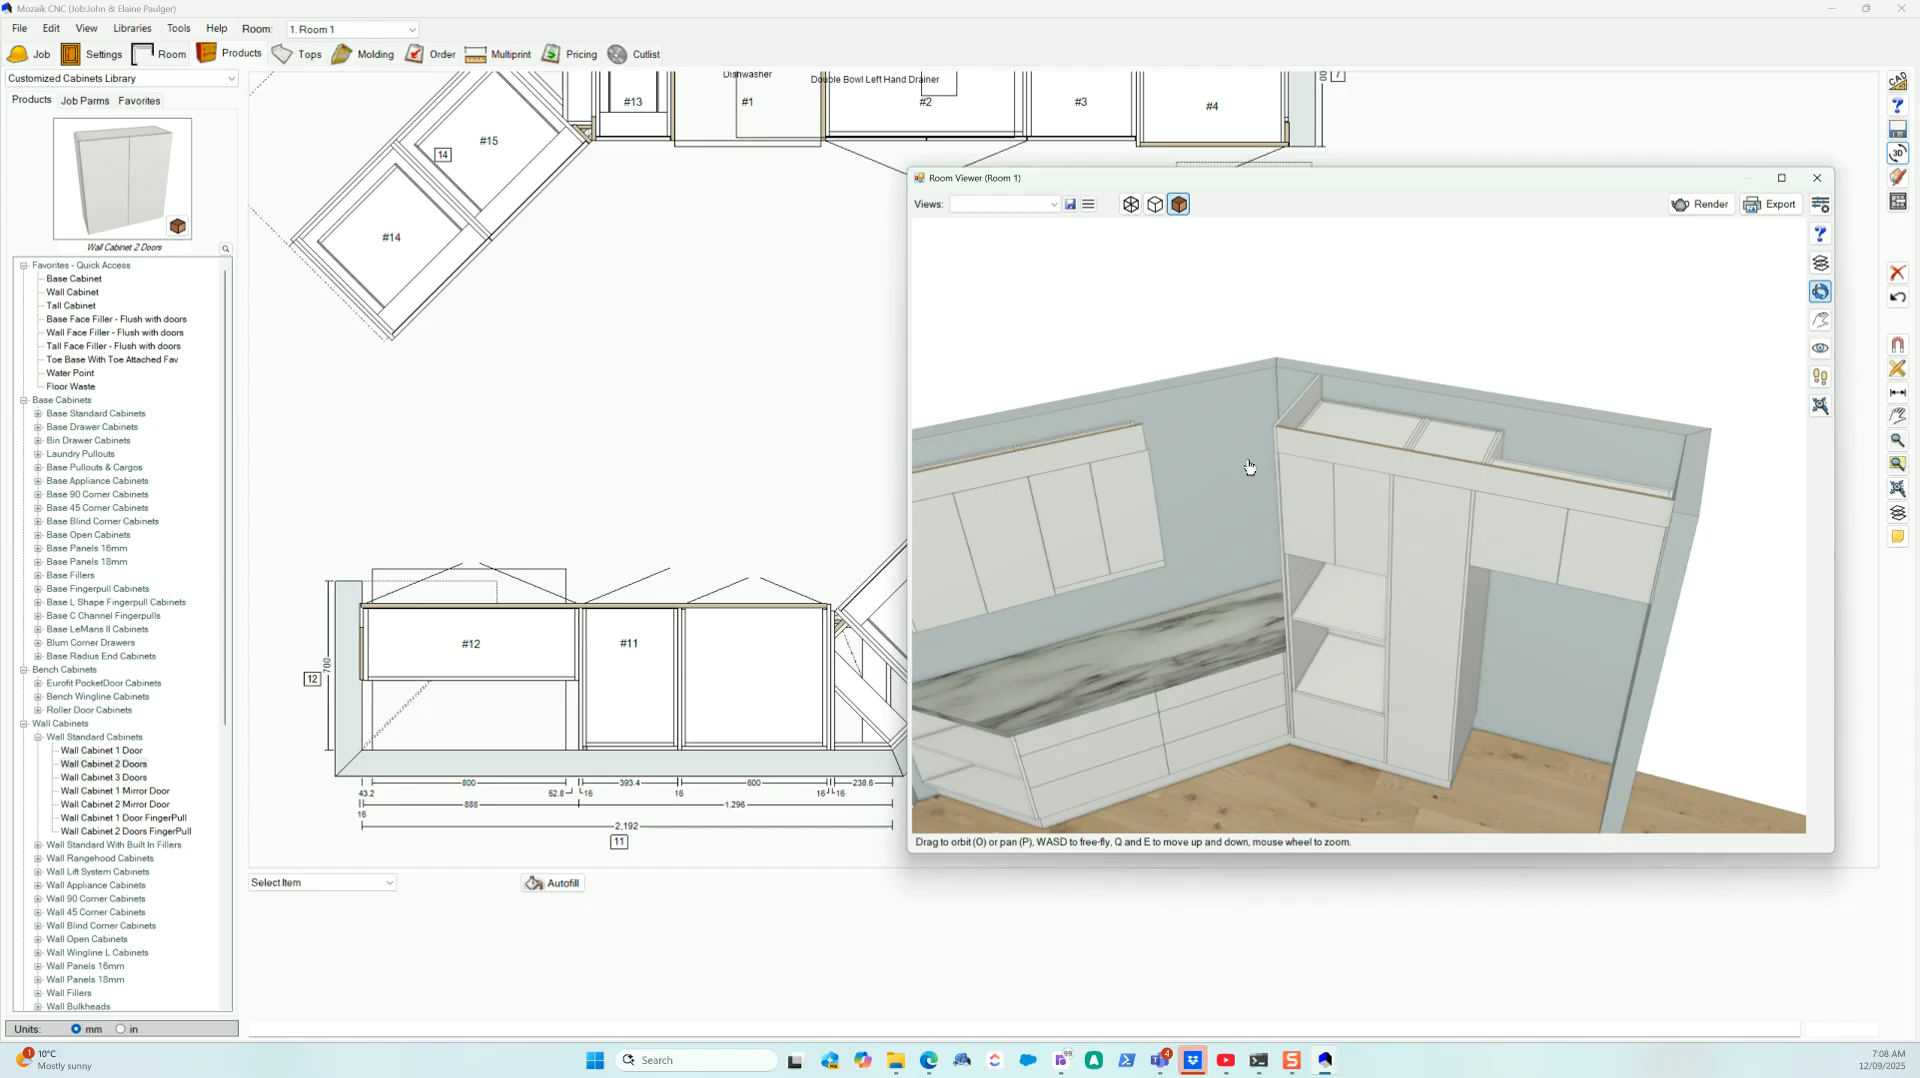 Mozaik CNC (Job:John & Elaine Paulger)
File Edit View Libraries Tools Help Room: 1. Room 1
Job Settings Room Products Tops Molding Order Multiprint Pricing Cutlist
Customized Cabinets Library
Products Job Parms Favorites
Wall Cabinet 2 Doors
Favorites - Quick Access
Base Cabinet
Wall Cabinet
Tall Cabinet
Base Face Filler - Flush with doors
Wall Face Filler - Flush with doors
Tall Face Filler - Flush with doors
Toe Base With Toe Attached Fav
Water Point
Floor Waste
Base Cabinets
Base Standard Cabinets
Base Drawer Cabinets
Bin Drawer Cabinets
Laundry Pullouts
Base Pullouts & Cargos
Base Appliance Cabinets
Base 90 Corner Cabinets
Base 45 Corner Cabinets
Base Blind Corner Cabinets
Base Open Cabinets
Base Panels 16mm
Base Panels 18mm
Base Fillers
Base Fingerpull Cabinets
Base L Shape Fingerpull Cabinets
Base C Channel Fingerpulls
Base LeMans II Cabinets
Blum Corner Drawers
Base Radius End Cabinets
Bench Cabinets
Eurofit PocketDoor Cabinets
Bench Wingline Cabinets
Roller Door Cabinets
Wall Cabinets
Wall Standard Cabinets
Wall Cabinet 1 Door
Wall Cabinet 2 Doors
Wall Cabinet 3 Doors
Wall Cabinet 1 Mirror Door
Wall Cabinet 2 Mirror Door
Wall Cabinet 1 Door FingerPull
Wall Cabinet 2 Doors FingerPull
Wall Standard With Built In Fillers
Wall Rangehood Cabinets
Wall Lift System Cabinets
Wall Appliance Cabinets
Wall 90 Corner Cabinets
Wall 45 Corner Cabinets
Wall Blind Corner Cabinets
Wall Open Cabinets
Wall Wingline L Cabinets
Wall Panels 16mm
Wall Panels 18mm
Wall Fillers
Wall Bulkheads
Units: mm in
Dishwasher
Double Bowl Left Hand Drainer
#13 #1 #2 #3 #4
00 7
#15
14
#14
#12 #11
12 700
800 393.4 600 238.6
43.2 52.8 16 16 16 16
888 1,296
16
2,192
11
Select Item
Autofill
Room Viewer (Room 1)
Views: Render Export
Drag to orbit (O) or pan (P), WASD to free-fly, Q and E to move up and down, mouse wheel to zoom.
CAD
3D
1
10°C
Mostly sunny
Search
99
4
7:08 AM
12/09/2025